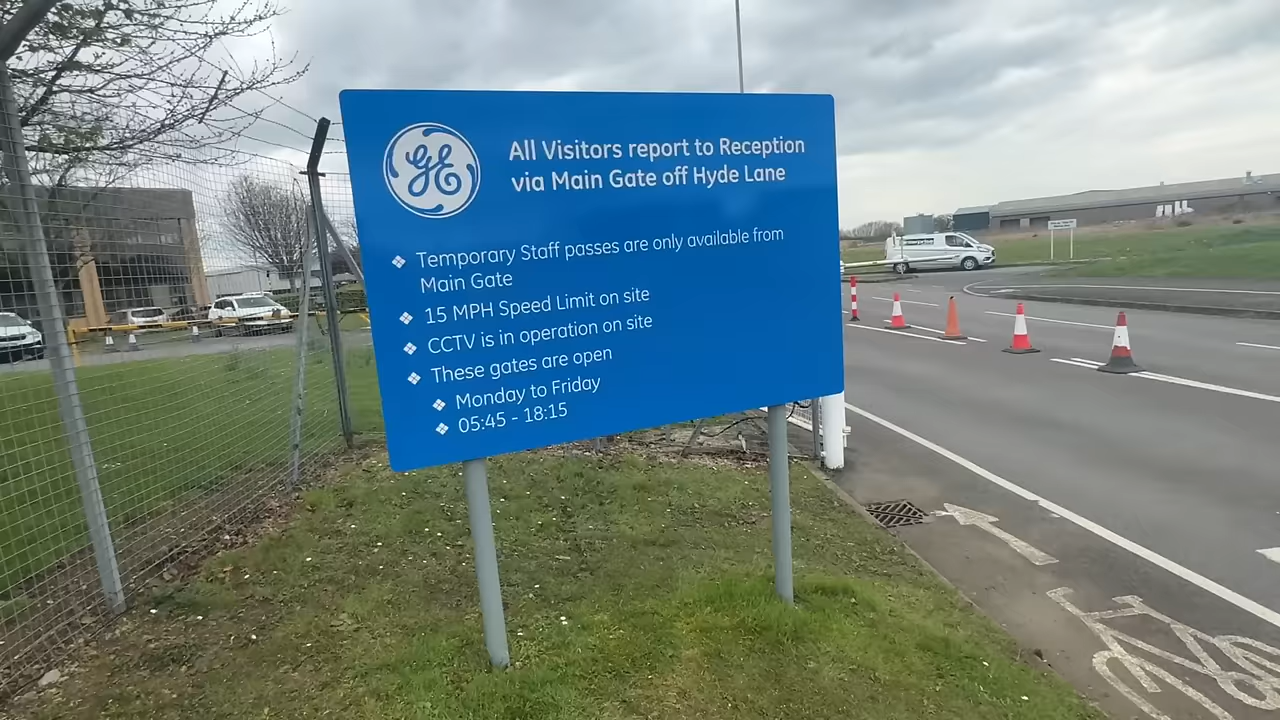 GE
All Visitors report to Reception
via Main Gate off Hyde Lane
Temporary Staff passes are only available from
Main Gate
15 MPH Speed Limit on site
CCTV is in operation on site
These gates are open
Monday to Friday
05:45 - 18:15